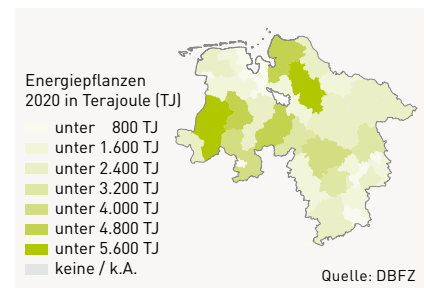 Energiepflanzen
2020 in Terajoule (TJ)
unter 800 TJ
unter 1.600 TJ
unter 2.400 TJ
unter 3.200 TJ
unter 4.000 TJ
unter 4.800 TJ
unter 5.600 TJ
keine / k.A.
Quelle: DBFZ